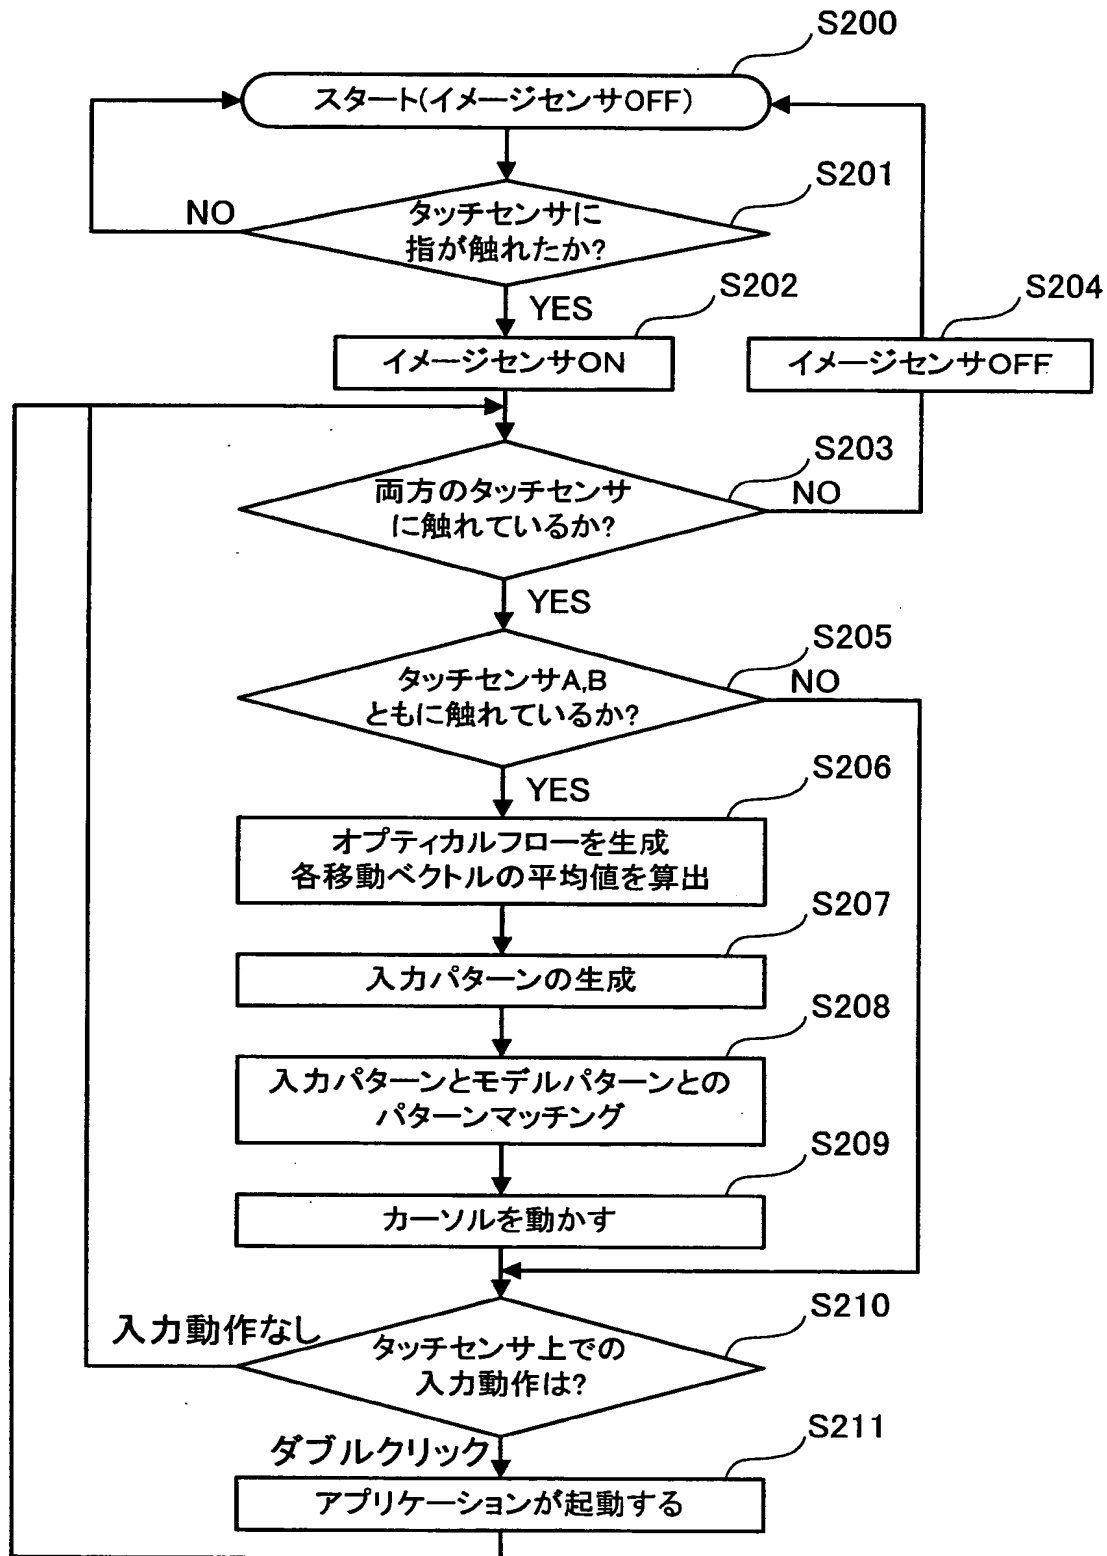 S200
スタート(イメージセンサOFF)
S201
タッチセンサに
指が触れたか?
NO
YES
S202
イメージセンサON
S204
イメージセンサOFF
S203
両方のタッチセンサ
に触れているか?
NO
YES
S205
タッチセンサA,B
ともに触れているか?
NO
YES
S206
オプティカルフローを生成
各移動ベクトルの平均値を算出
S207
入力パターンの生成
S208
入力パターンとモデルパターンとの
パターンマッチング
S209
カーソルを動かす
S210
入力動作なし
タッチセンサ上での
入力動作は?
ダブルクリック
S211
アプリケーションが起動する